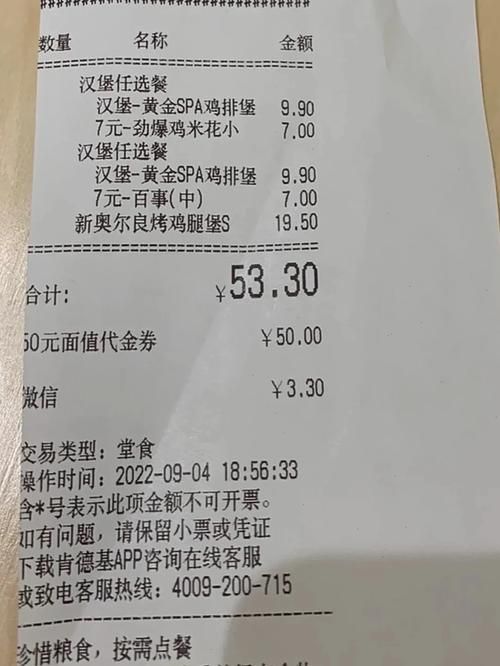 数量 名称 金额
汉堡任选餐
汉堡-黄金SPA鸡排堡 9.90
7元-劲爆鸡米花小 7.00
汉堡任选餐
汉堡-黄金SPA鸡排堡 9.90
7元-百事(中) 7.00
新奥尔良烤鸡腿堡S 19.50
合计: ¥53.30
50元面值代金券 ¥50.00
微信 ¥3.30
交易类型: 堂食
操作时间: 2022-09-04 18:56:33
含*号表示此项金额不可开票。
如有问题, 请保留小票或凭证
下载肯德基APP咨询在线客服
或致电客服热线: 4009-200-715
珍惜粮食, 按需点餐